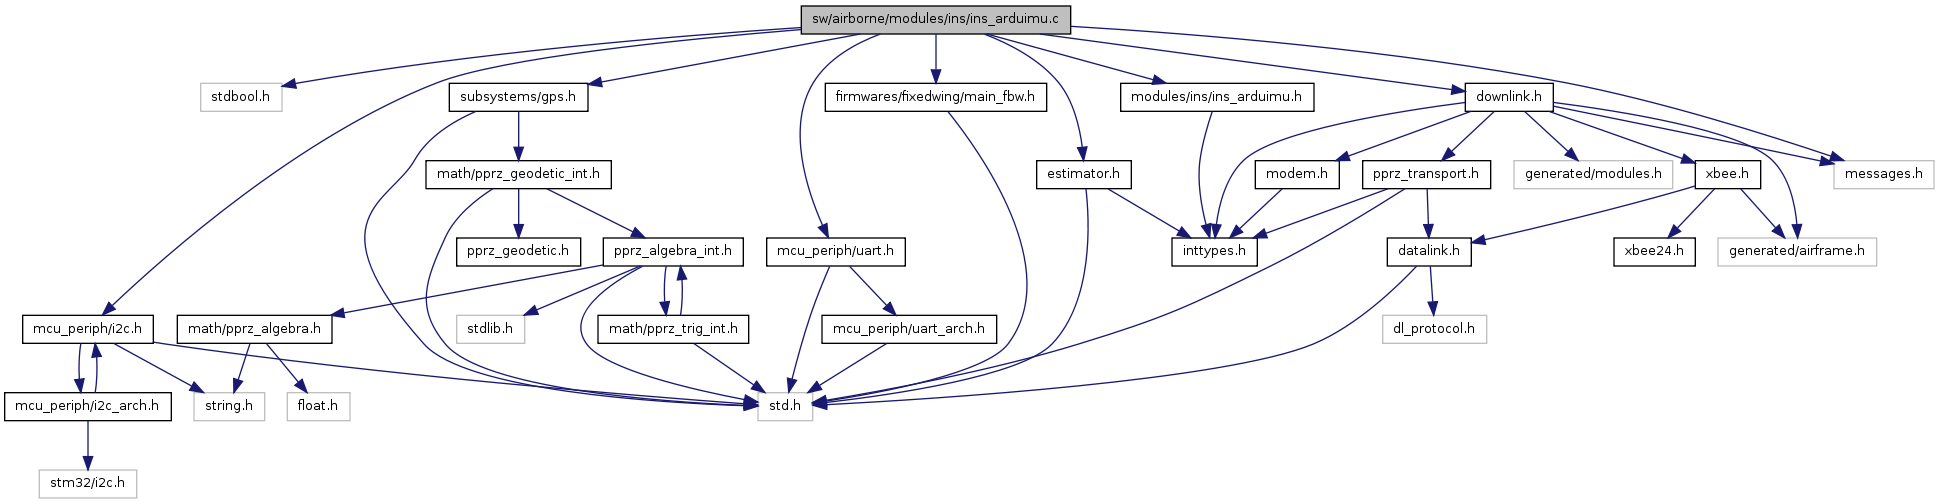 sw/airborne/modules/ins/ins_arduimu.c
stdbool.h
subsystems/gps.h
firmwares/fixedwing/main_fbw.h
modules/ins/ins_arduimu.h
downlink.h
math/pprz_geodetic_int.h
estimator.h
modem.h
pprz_transport.h
generated/modules.h
xbee.h
messages.h
pprz_geodetic.h
pprz_algebra_int.h
mcu_periph/uart.h
inttypes.h
datalink.h
xbee24.h
generated/airframe.h
mcu_periph/i2c.h
math/pprz_algebra.h
stdlib.h
math/pprz_trig_int.h
mcu_periph/uart_arch.h
dl_protocol.h
mcu_periph/i2c_arch.h
string.h
float.h
std.h
stm32/i2c.h